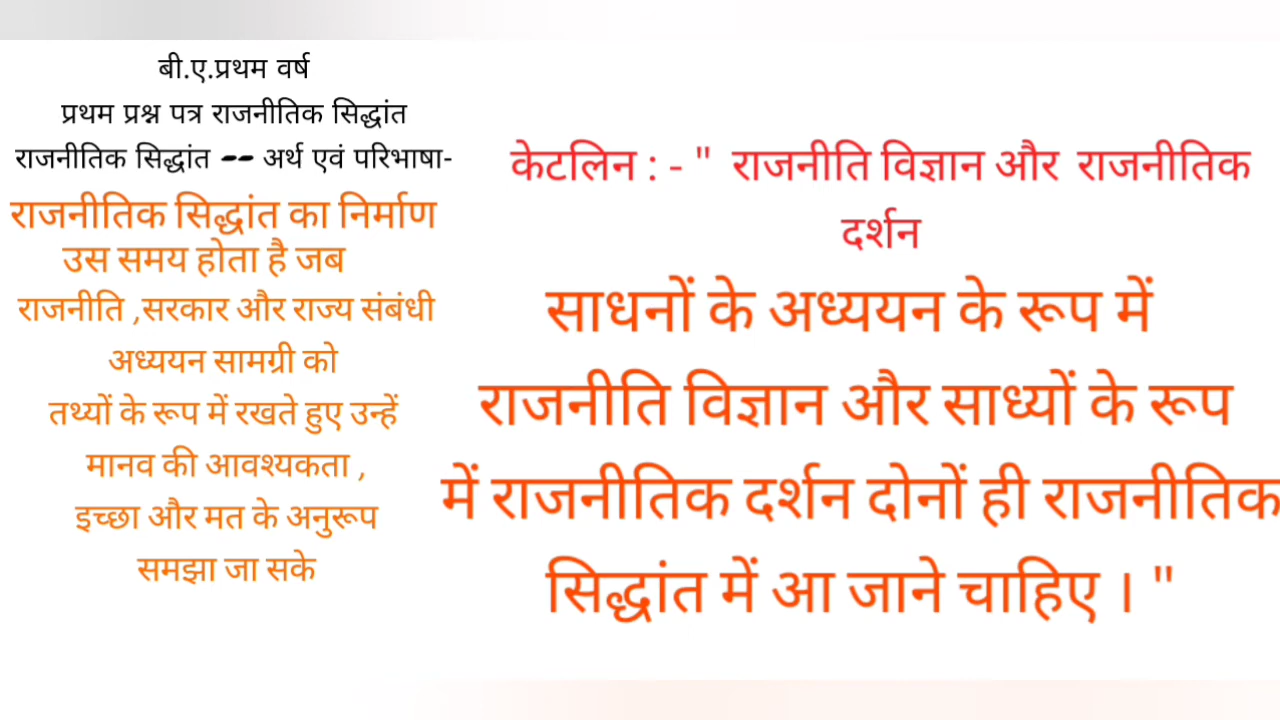 बी.ए.प्रथम वर्ष
प्रथम प्रश्न पत्र राजनीतिक सिद्धांत
राजनीतिक सिद्धांत -- अर्थ एवं परिभाषा-
राजनीतिक सिद्धांत का निर्माण
उस समय होता है जब
राजनीति ,सरकार और राज्य संबंधी
अध्ययन सामग्री को
तथ्यों के रूप में रखते हुए उन्हें
मानव की आवश्यकता ,
इच्छा और मत के अनुरूप
समझा जा सके
केटलिन : - " राजनीति विज्ञान और राजनीतिक
दर्शन
साधनों के अध्ययन के रूप में
राजनीति विज्ञान और साध्यों के रूप
में राजनीतिक दर्शन दोनों ही राजनीतिक
सिद्धांत में आ जाने चाहिए । "